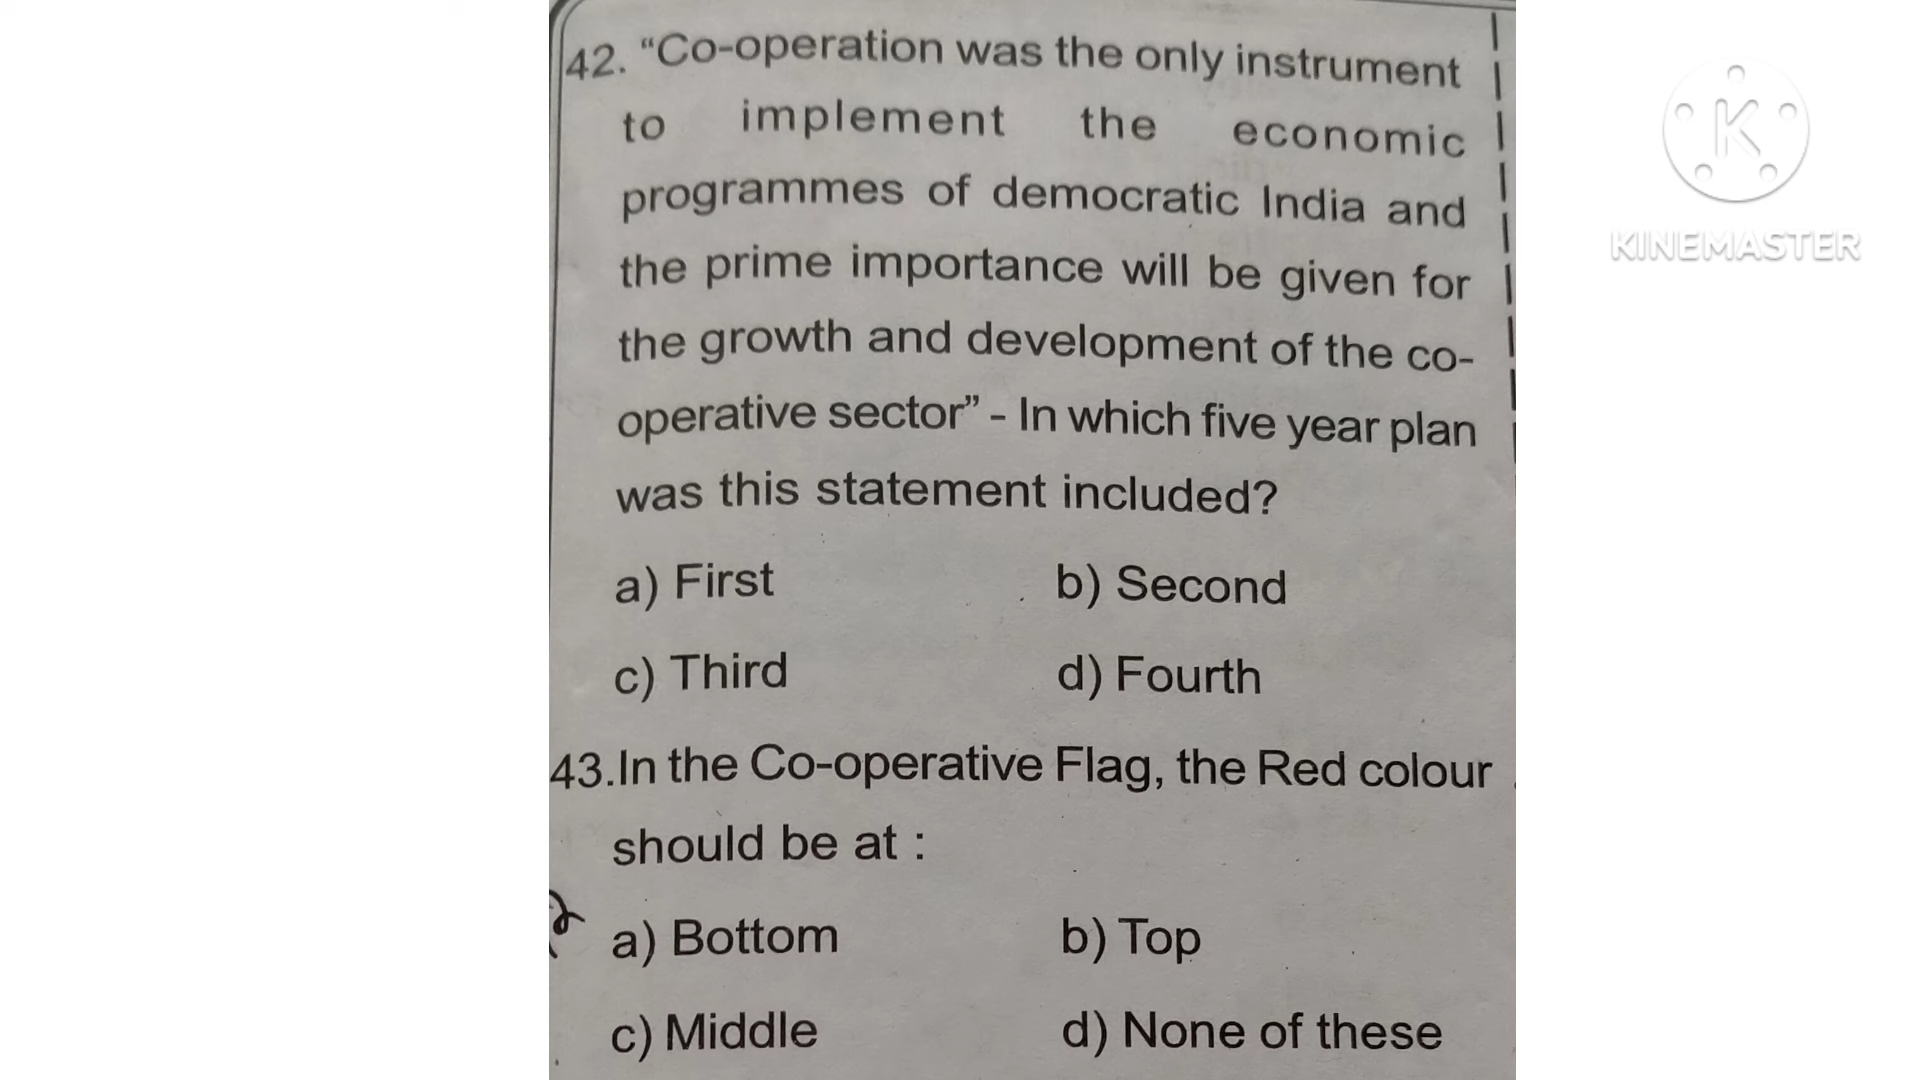 42. “Co-operation was the only instrument
to implement the economic
programmes of democratic India and
the prime importance will be given for
the growth and development of the co-
operative sector” - In which five year plan
was this statement included?
a) First b) Second
c) Third d) Fourth
43.In the Co-operative Flag, the Red colour
should be at :
a) Bottom b) Top
c) Middle d) None of these
K
KINEMASTER